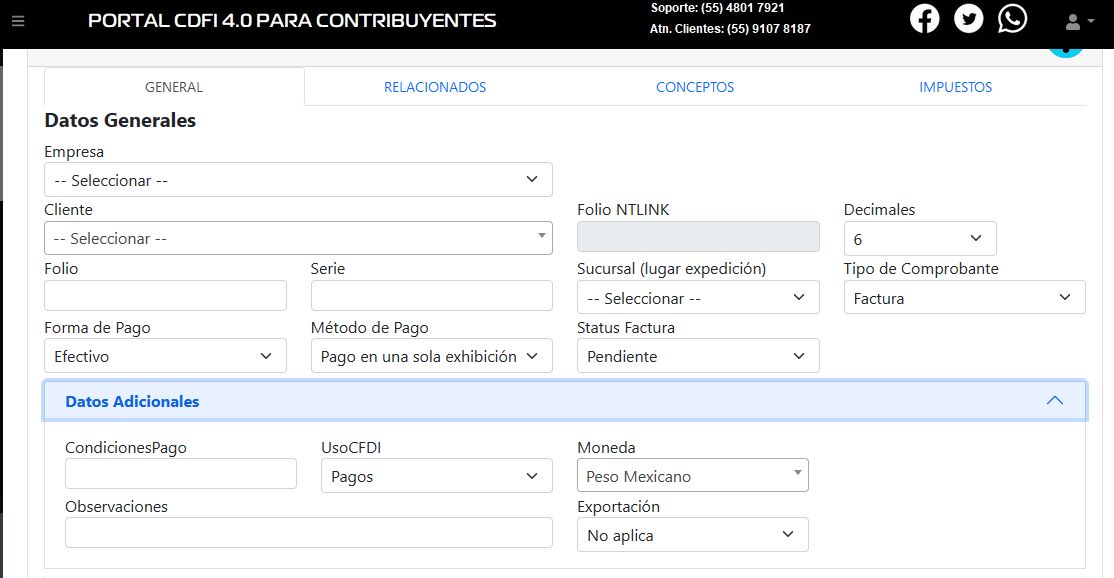 PORTAL CDFI 4.0 PARA CONTRIBUYENTES
Soporte: (55) 4801 7921
Atn. Clientes: (55) 9107 8187
GENERAL RELACIONADOS CONCEPTOS IMPUESTOS
Datos Generales
Empresa
-- Seleccionar --
Cliente Folio NTLINK Decimales
-- Seleccionar -- 6
Folio Serie Sucursal (lugar expedición) Tipo de Comprobante
-- Seleccionar -- Factura
Forma de Pago Método de Pago Status Factura
Efectivo Pago en una sola exhibición Pendiente
Datos Adicionales
CondicionesPago UsoCFDI Moneda
Pagos Peso Mexicano
Observaciones Exportación
No aplica